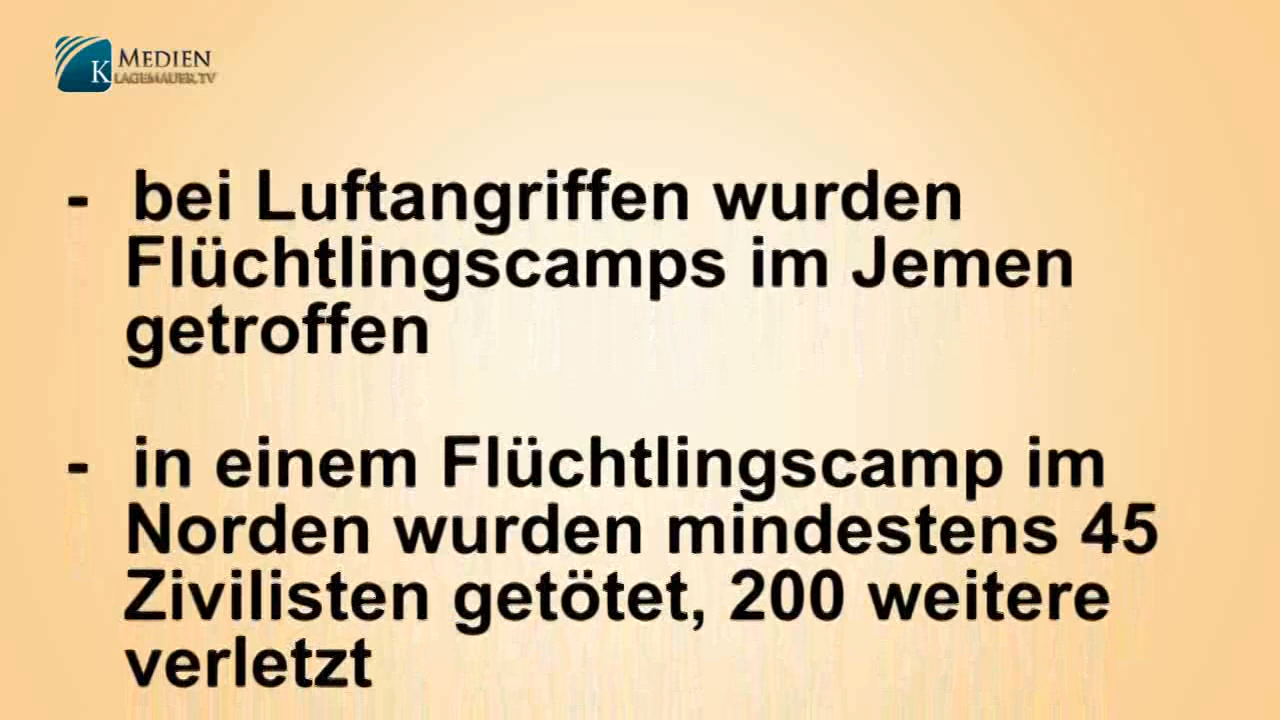 MEDIEN
KLAGEMAUER.TV
- bei Luftangriffen wurden
Flüchtlingscamps im Jemen
getroffen
- in einem Flüchtlingscamp im
Norden wurden mindestens 45
Zivilisten getötet, 200 weitere
verletzt